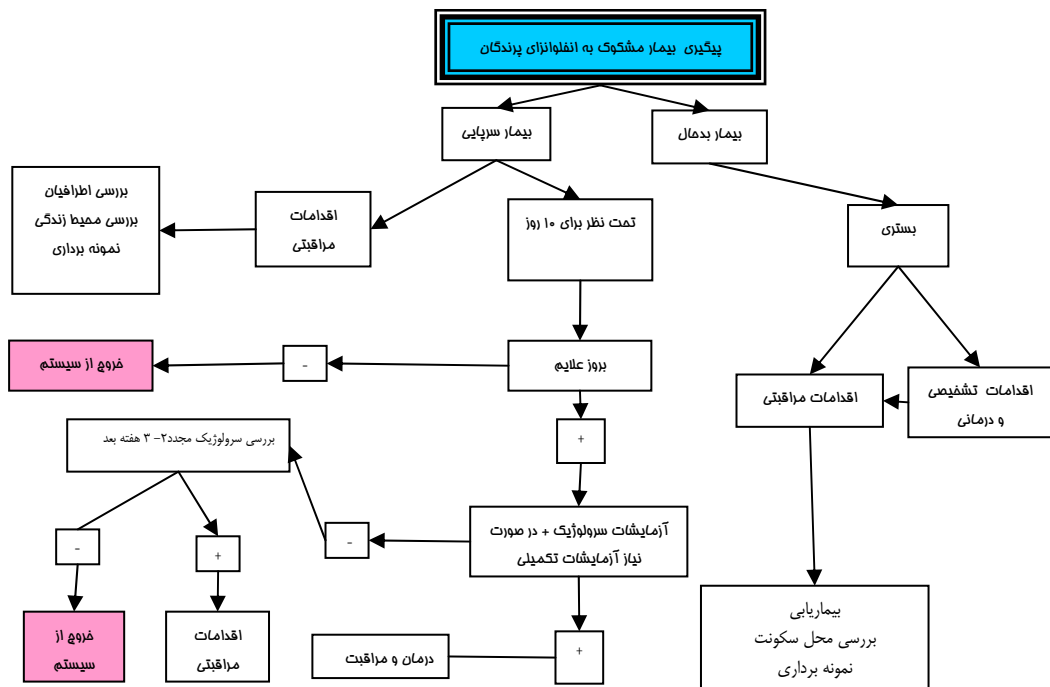 پیگیری بیمار مشکوک به انفلوانزای پرندگان
بیمار سرپایی
بیمار بدحال
بررسی اطرافیان
بررسی محیط زندگی
نمونه برداری
اقدامات
مراقبتی
تحت نظر برای ۱۰ روز
بستری
خروج از سیستم
-
بروز علایم
اقدامات مراقبتی
اقدامات تشخیصی
و درمانی
+
بررسی سرولوژیک مجدد۲- ۳ هفته بعد
آزمایشات سرولوژیک + در صورت
نیاز آزمایشات تکمیلی
-
-
+
خروج از
سیستم
اقدامات
مراقبتی
درمان و مراقبت
+
بیماریابی
بررسی محل سکونت
نمونه برداری